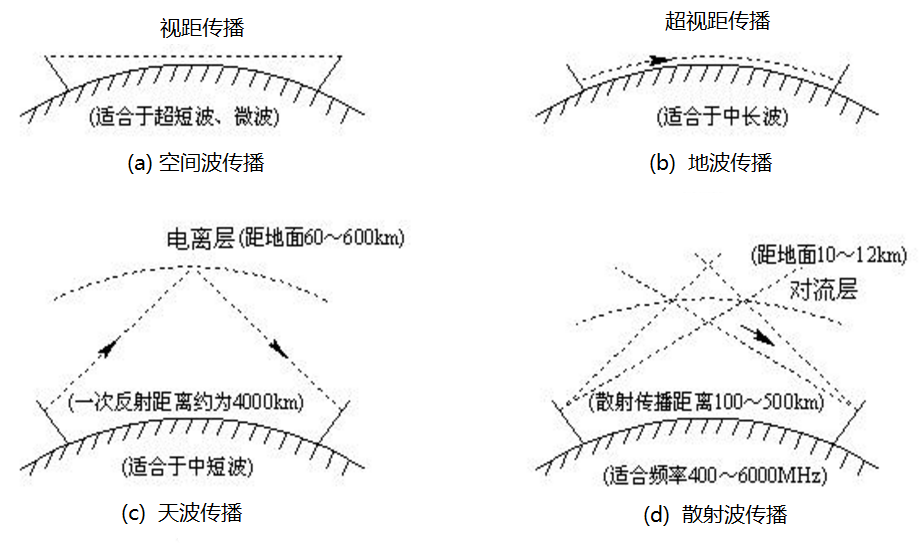 视距传播
(适合于超短波、微波)
(a) 空间波传播
超视距传播
(适合于中长波)
(b) 地波传播
电离层(距地面60～600km)
(一次反射距离约为4000km)
(适合于中短波)
(c) 天波传播
(距地面10～12km)
对流层
(散射传播距离100～500km)
(适合频率400～6000MHz)
(d) 散射波传播